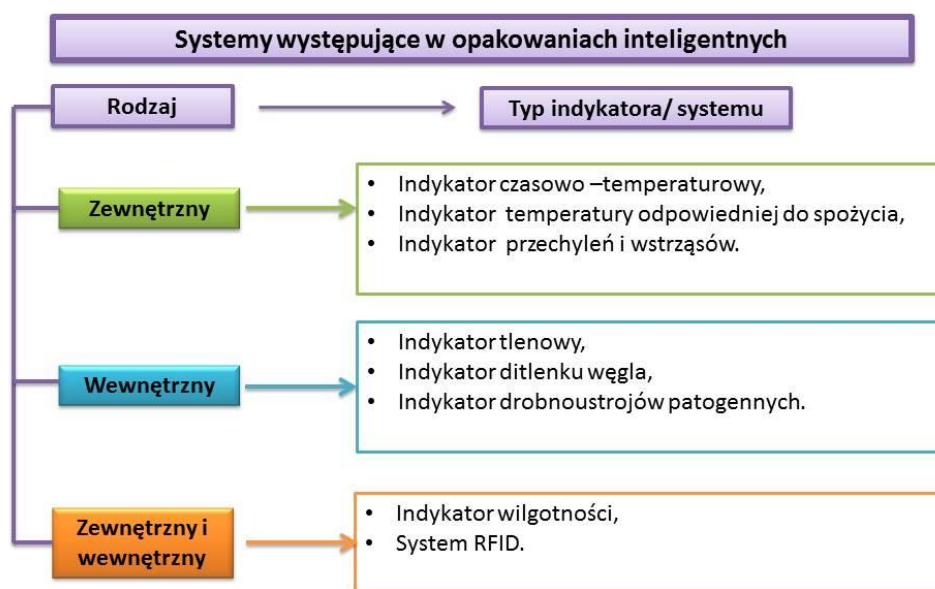 Systemy występujące w opakowaniach inteligentnych
Rodzaj
Typ indykatora/ systemu
Zewnętrzny
• Indykator czasowo –temperaturowy,
• Indykator temperatury odpowiedniej do spożycia,
• Indykator przechyleń i wstrząsów.
Wewnętrzny
• Indykator tlenowy,
• Indykator ditlenku węgla,
• Indykator drobnoustrojów patogennych.
Zewnętrzny i
wewnętrzny
• Indykator wilgotności,
• System RFID.